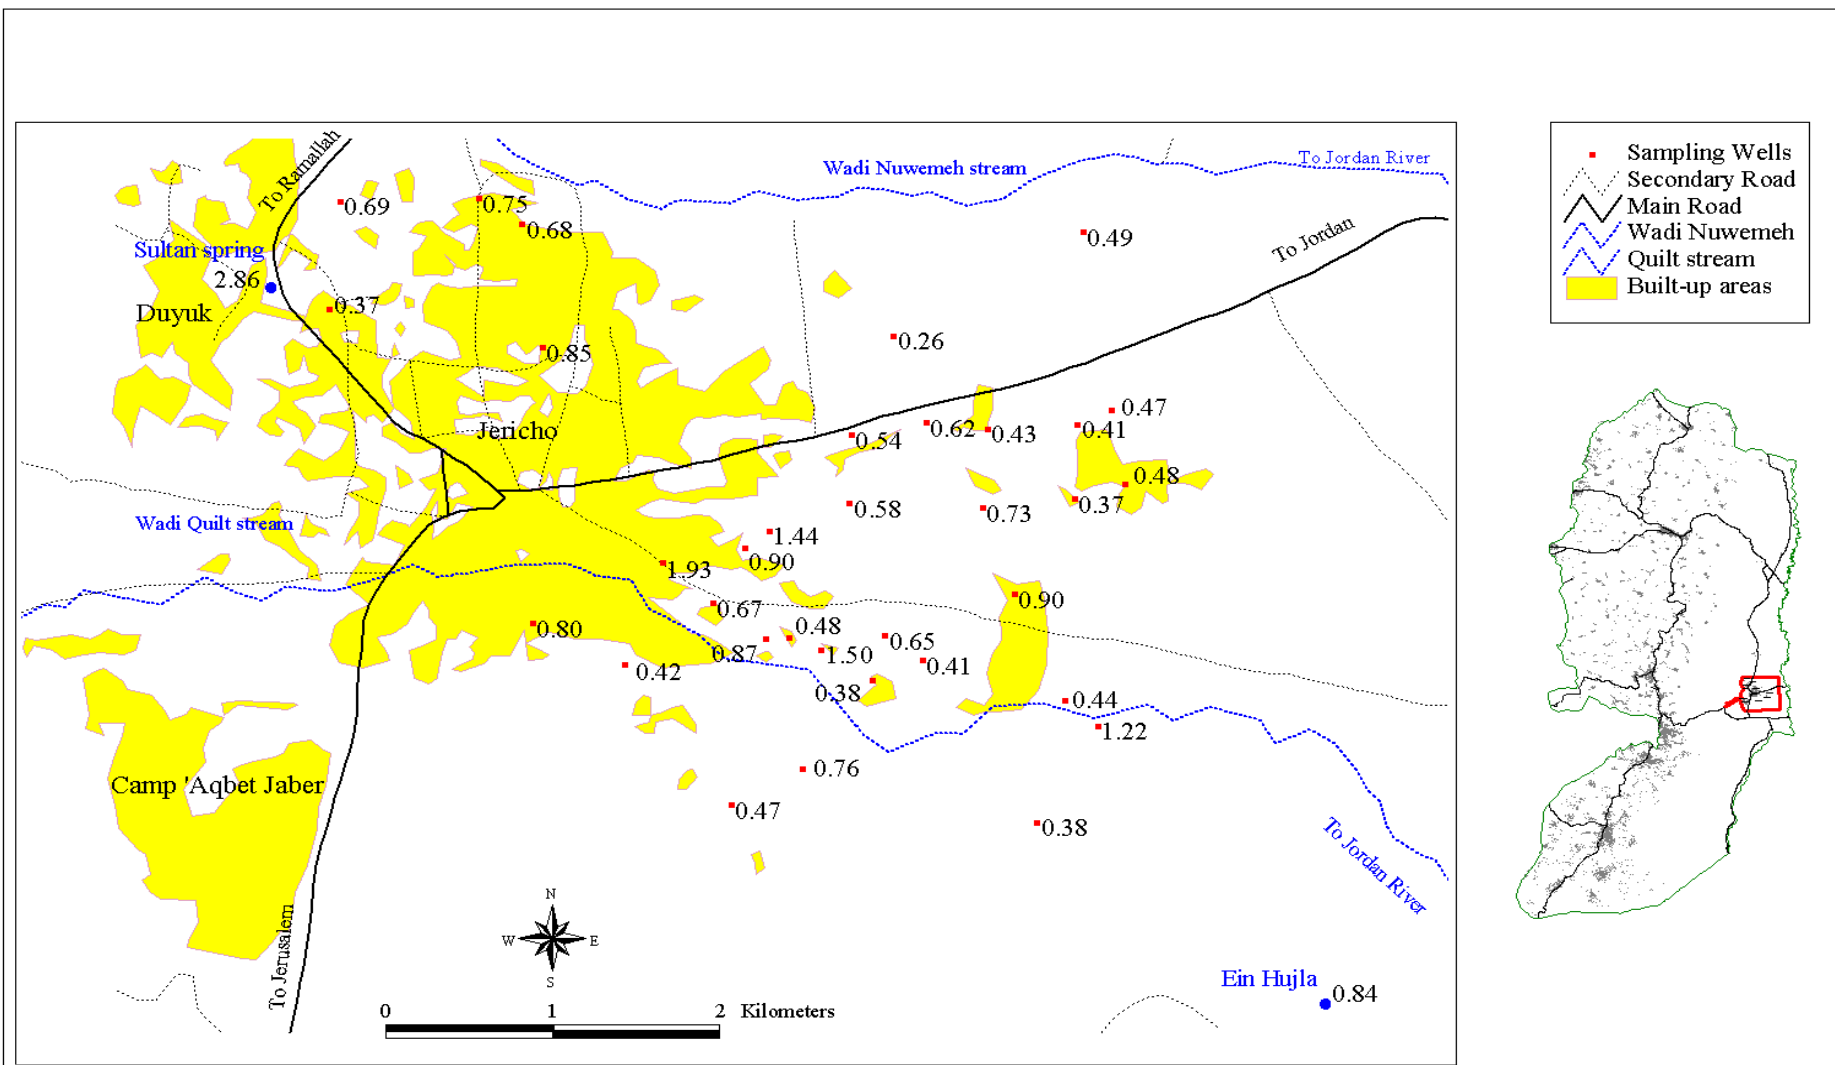 To Ramallah
Wadi Nuwemeh stream
To Jordan River
0.69
0.75
0.68
0.49
To Jordan
Sultan spring
2.86
Duyuk
0.37
0.85
0.26
Jericho
0.47
0.54
0.62
0.43
0.41
0.48
0.37
0.58
0.73
Wadi Quilt stream
1.44
0.90
1.93
0.67
0.90
0.80
0.48
0.65
0.87
1.50
0.41
0.42
0.38
0.44
1.22
Camp 'Aqbet Jaber
0.76
0.47
0.38
To Jordan River
To Jerusalem
N
W
E
S
Ein Hujla
0.84
0
1
2
Kilometers
Sampling Wells
Secondary Road
Main Road
Wadi Nuwemeh
Quilt stream
Built-up areas